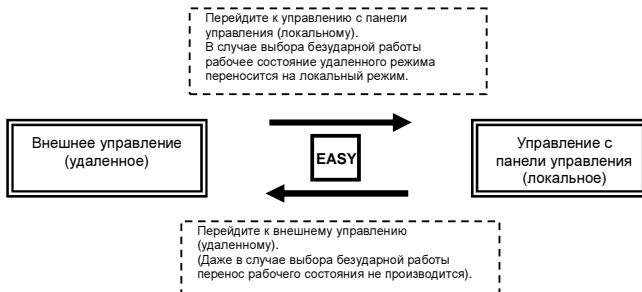 Перейдите к управлению с панели
управления (локальному).
В случае выбора безударной работы
рабочее состояние удаленного режима
переносится на локальный режим.
Внешнее управление
(удаленное)
EASY
Управление с
панели управления
(локальное)
Перейдите к внешнему управлению
(удаленному).
(Даже в случае выбора безударной работы
перенос рабочего состояния не производится).